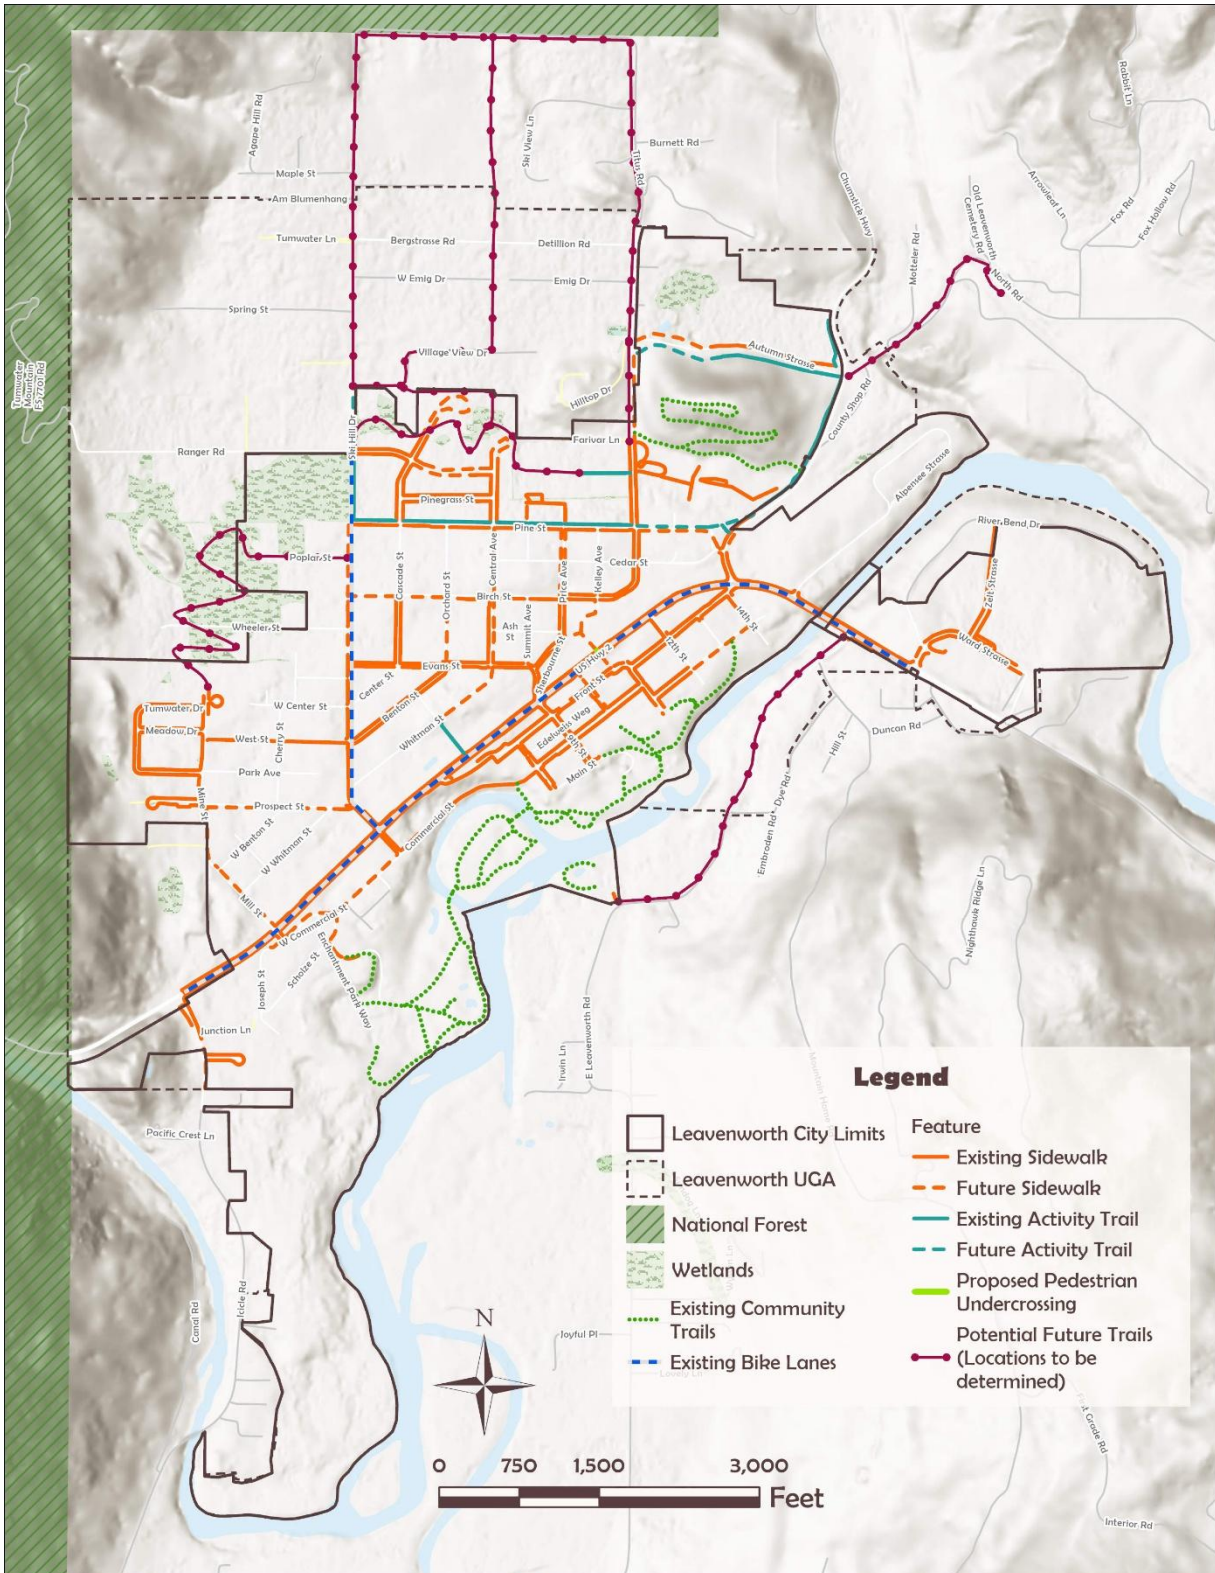 Rabbit Ln
Agape Hill Rd
Ski View Ln
Burnett Rd
Titus Rd
Maple St
Chumstick Hwy
Arrowleaf Ln
Fox Rd
Fox Hollow Rd
Old Leavenworth
Cemetery Rd
Am Blumenhang
Tumwater Ln
Bergstrase Rd
Detillion Rd
Motteler Rd
North Rd
W Emig Dr
Emig Dr
Spring St
Village View Dr
Autumn Strasse
Tumwater
Mountain
FS 7701 Rd
Hilltop Dr
County Shop Rd
Ski Hill Dr
Farivar Ln
Ranger Rd
Alpensee Strasse
Pinegrass St
Pine St
River Bend Dr
Poplar St
Cascade St
Orchard St
Central Ave
Price Ave
Kelley Ave
Cedar St
Zelt Strasse
Birch St
Summit Ave
Ash
St
14th St
Wheeler St
Sherbourne St
US Hwy 2
12th St
Ward Strasse
Evans St
Center St
Front St
W Center St
Benton St
Tumwater Dr
Meadow Dr
Whitman St
Edelweiss Weg
9th St
Hill St
Duncan Rd
West St
Cherry St
Main St
Park Ave
Dye Rd
Mine St
Prospect St
Commercial St
W Benton St
W Whitman St
Embroden Rd
Mill St
Nighthawk Ridge Ln
W Commercial St
Scholze St
Enchantment Park Way
Joseph St
Junction Ln
Irwin Ln
E Leavenworth Rd
Pacific Crest Ln
Canal Rd
Icicle Rd
Joyful Pl
Lovely Ln
Interior Rd
Legend
Leavenworth City Limits
Leavenworth UGA
National Forest
Wetlands
Existing Community
Trails
Existing Bike Lanes
Feature
Existing Sidewalk
Future Sidewalk
Existing Activity Trail
Future Activity Trail
Proposed Pedestrian
Undercrossing
Potential Future Trails
(Locations to be
determined)
N
0 750 1,500 3,000
Feet